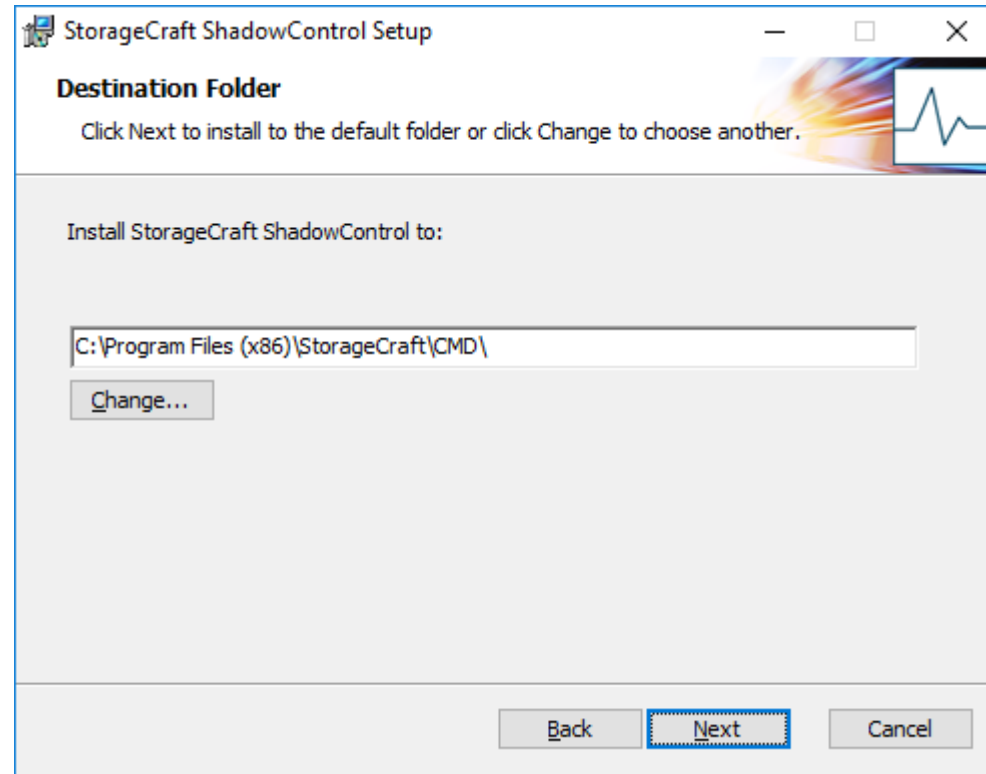 StorageCraft ShadowControl Setup
Destination Folder
Click Next to install to the default folder or click Change to choose another.
Install StorageCraft ShadowControl to:
C:\Program Files (x86)\StorageCraft\CMD\
Change...
Back Next Cancel